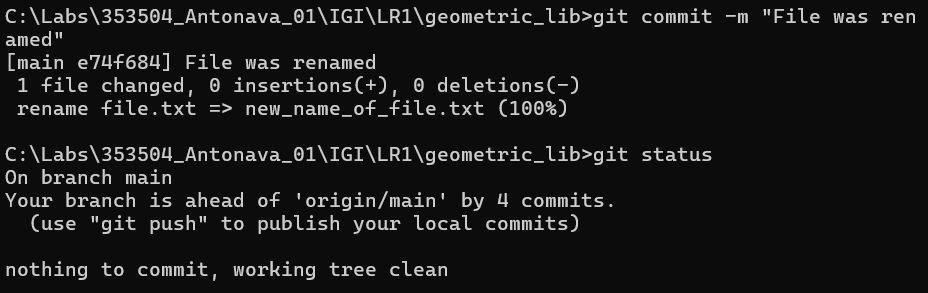 C:\Labs\353504_Antonava_01\IGI\LR1\geometric_lib>git commit -m "File was ren
amed"
[main e74f684] File was renamed
 1 file changed, 0 insertions(+), 0 deletions(-)
 rename file.txt => new_name_of_file.txt (100%)

C:\Labs\353504_Antonava_01\IGI\LR1\geometric_lib>git status
On branch main
Your branch is ahead of 'origin/main' by 4 commits.
  (use "git push" to publish your local commits)

nothing to commit, working tree clean